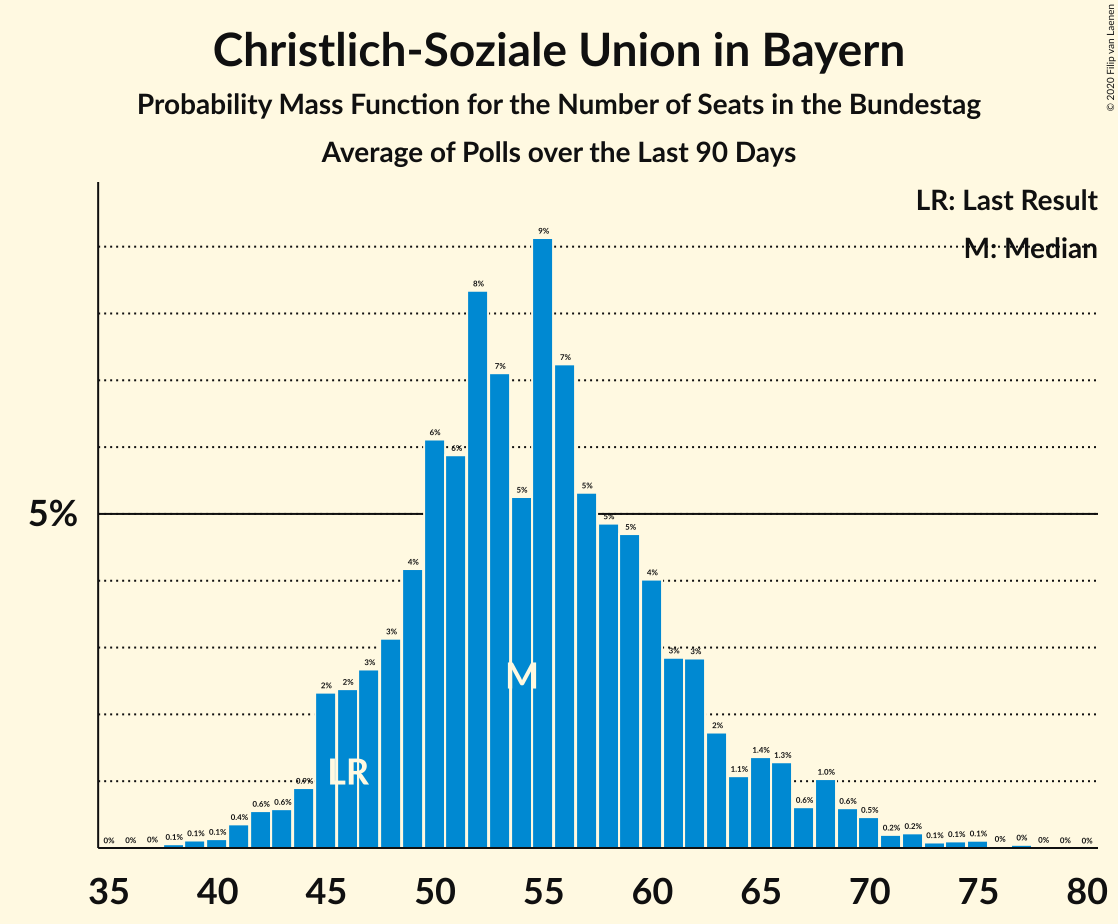 Christlich-Soziale Union in Bayern
Probability Mass Function for the Number of Seats in the Bundestag
Average of Polls over the Last 90 Days
© 2020 Filip van Laenen
LR: Last Result
M: Median
5%
0% 0% 0% 0.1% 0.1% 0.1% 0.4% 0.6% 0.6% 0.9% 2% 2% 3% 3% 4% 6% 6% 8% 7% 5% 9% 7% 5% 5% 5% 4% 3% 3% 2% 1.1% 1.4% 1.3% 0.6% 1.0% 0.6% 0.5% 0.2% 0.2% 0.1% 0.1% 0.1% 0% 0% 0% 0% 0%
M
LR
35 40 45 50 55 60 65 70 75 80